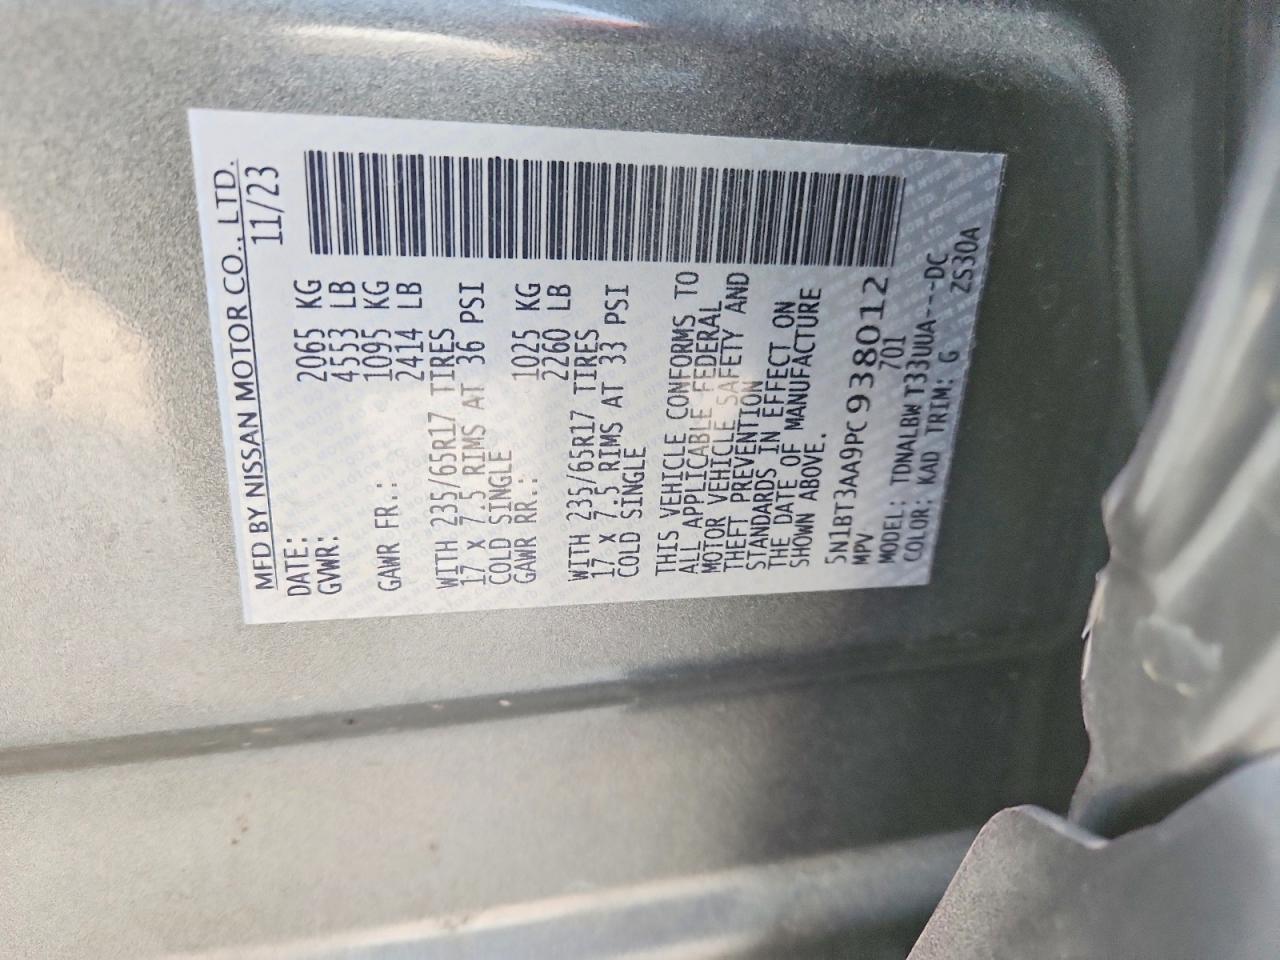 MFD BY NISSAN MOTOR CO., LTD.
DATE: 11/23
GVWR: 2065 KG
4553 LB
GAWR FR.: 1095 KG
2414 LB
WITH 235/65R17 TIRES
17 x 7.5 RIMS AT 36 PSI
COLD SINGLE
GAWR RR.: 1025 KG
2260 LB
WITH 235/65R17 TIRES
17 x 7.5 RIMS AT 33 PSI
COLD SINGLE
THIS VEHICLE CONFORMS TO
ALL APPLICABLE FEDERAL
MOTOR VEHICLE SAFETY AND
THEFT PREVENTION
STANDARDS IN EFFECT ON
THE DATE OF MANUFACTURE
SHOWN ABOVE.
5N1BT3AA9PC938012
MPV 701
MODEL: TDNALBWT33UUA---DC
COLOR: KAD TRIM: G ZS30A